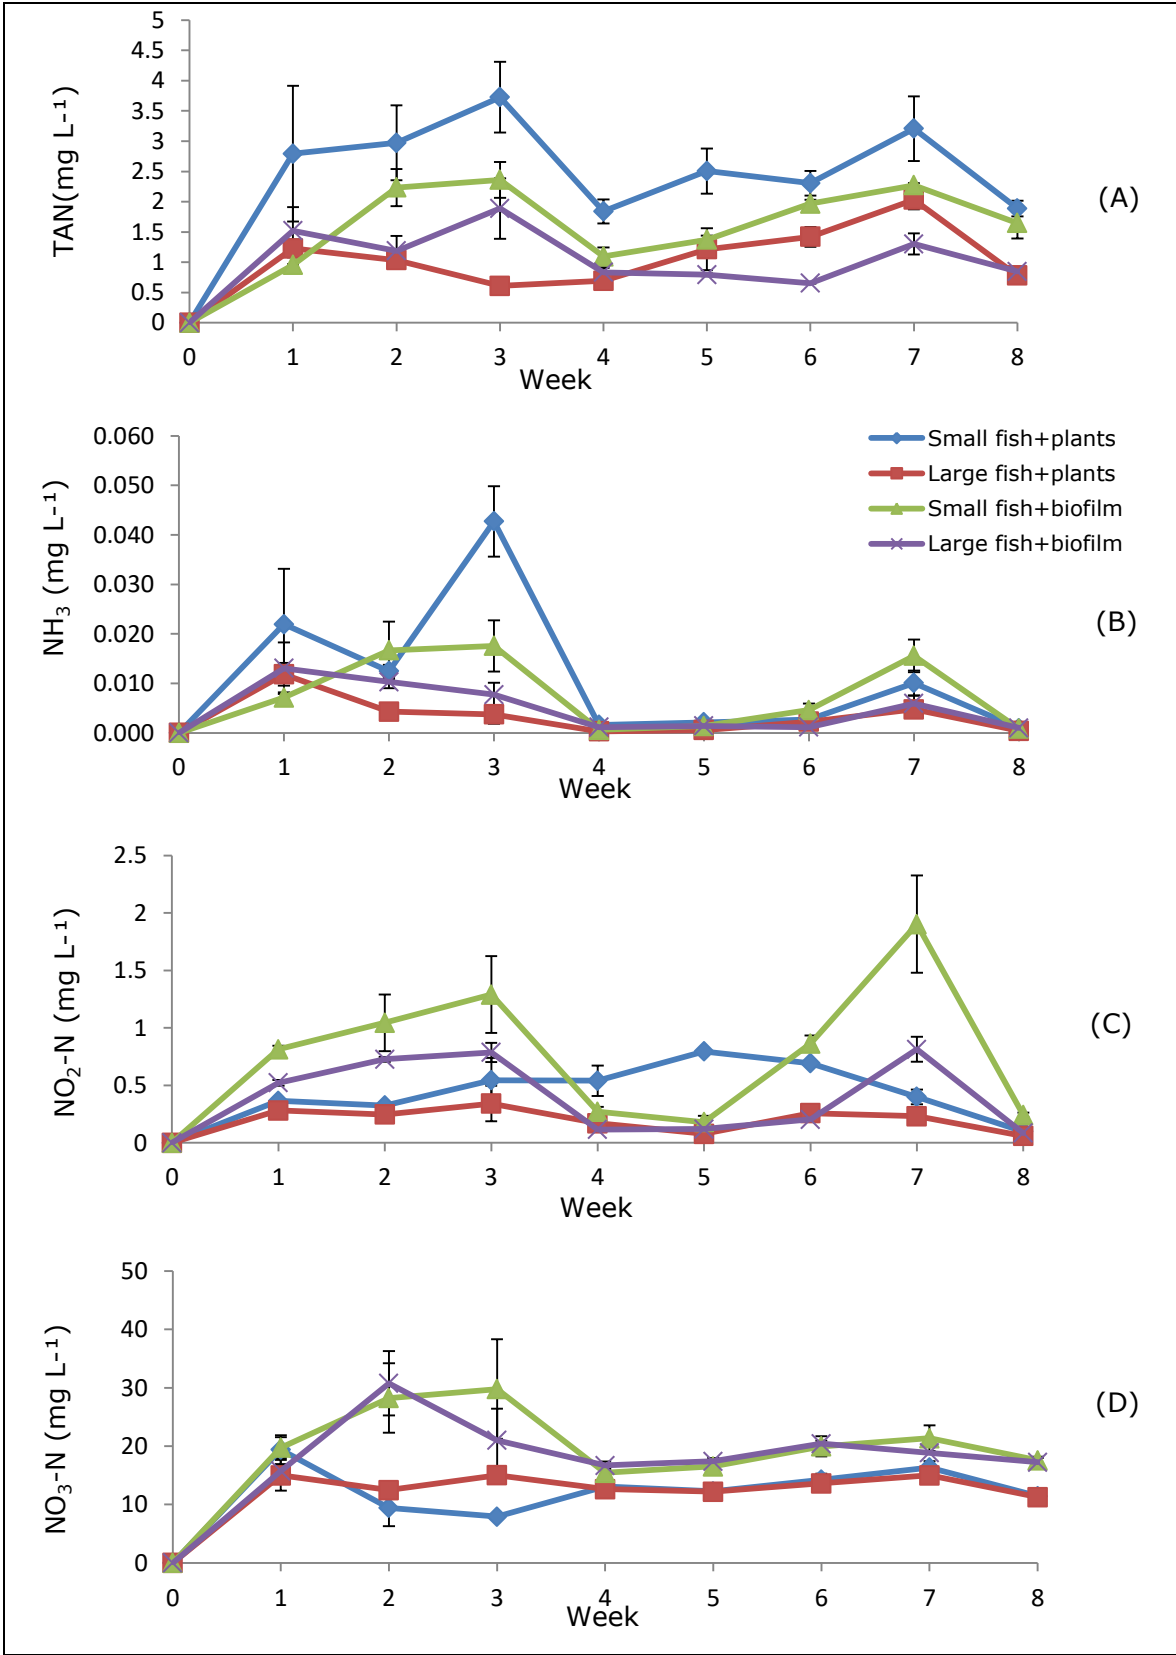 TAN(mg L-¹)
5
4.5
4
3.5
3
2.5
2
1.5
1
0.5
0
0 1 2 3 4 5 6 7 8
Week
(A)
NH₃ (mg L-¹)
0.060
0.050
0.040
0.030
0.020
0.010
0.000
0 1 2 3 4 5 6 7 8
Week
Small fish+plants
Large fish+plants
Small fish+biofilm
Large fish+biofilm
(B)
NO₂-N (mg L-¹)
2.5
2
1.5
1
0.5
0
0 1 2 3 4 5 6 7 8
Week
(C)
NO₃-N (mg L-¹)
50
40
30
20
10
0
0 1 2 3 4 5 6 7 8
Week
(D)